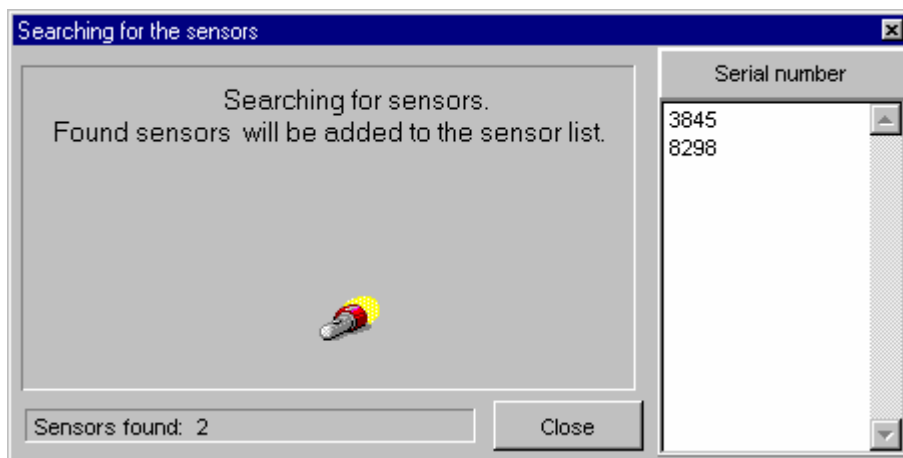 Searching for the sensors
Searching for sensors.
Found sensors  will be added to the sensor list.
Sensors found:  2
Close
Serial number
3845
8298